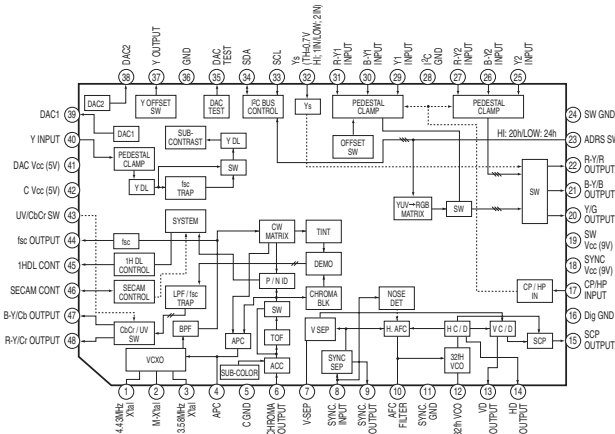 DAC2
Y OUTPUT
GND
DAC TEST
SDA
SCL
Ys (TH=0.7V HI; 1IN/LOW; 2IN)
R-Y1 INPUT
B-Y1 INPUT
Y1 INPUT
I²C GND
R-Y2 INPUT
B-Y2 INPUT
Y2 INPUT
38 37 36 35 34 33 32 31 30 29 28 27 26 25
DAC1 39
Y INPUT 40
DAC Vcc (5V) 41
C Vcc (5V) 42
UV/CbCr SW 43
fsc OUTPUT 44
1HDL CONT 45
SECAM CONT 46
B-Y/Cb OUTPUT 47
R-Y/Cr OUTPUT 48
DAC2
Y OFFSET SW
DAC TEST
I²C BUS CONTROL
Ys
PEDESTAL CLAMP
PEDESTAL CLAMP
DAC1
SUB-CONTRAST
Y DL
OFFSET SW
HI: 20h/LOW: 24h
PEDESTAL CLAMP
SW
Y DL
fsc TRAP
YUV→RGB MATRIX
SW
SW
SYSTEM
CW MATRIX
TINT
fsc
1H DL CONTROL
DEMO
SECAM CONTROL
P / N ID
LPF / fsc TRAP
CHROMA BLK
NOSE DET
CP / HP IN
SW
CbCr / UV SW
BPF
APC
TOF
V SEP
H. AFC
H C / D
V C / D
SCP
VCXO
SUB-COLOR
ACC
SYNC SEP
32fH VCO
24 SW GND
23 ADRS SW
22 R-Y/R OUTPUT
21 B-Y/B OUTPUT
20 Y/G OUTPUT
19 SW Vcc (9V)
18 SYNC Vcc (9V)
17 CP/HP INPUT
16 Dig GND
15 SCP OUTPUT
1 2 3 4 5 6 7 8 9 10 11 12 13 14
4.43MHz Xtal
M-Xtal
3.58MHz Xtal
APC
C GND
CHROMA OUTPUT
V-SEP
SYNC INPUT
SYNC OUTPUT
AFC FILTER
SYNC GND
32fH VCO
VD OUTPUT
HD OUTPUT